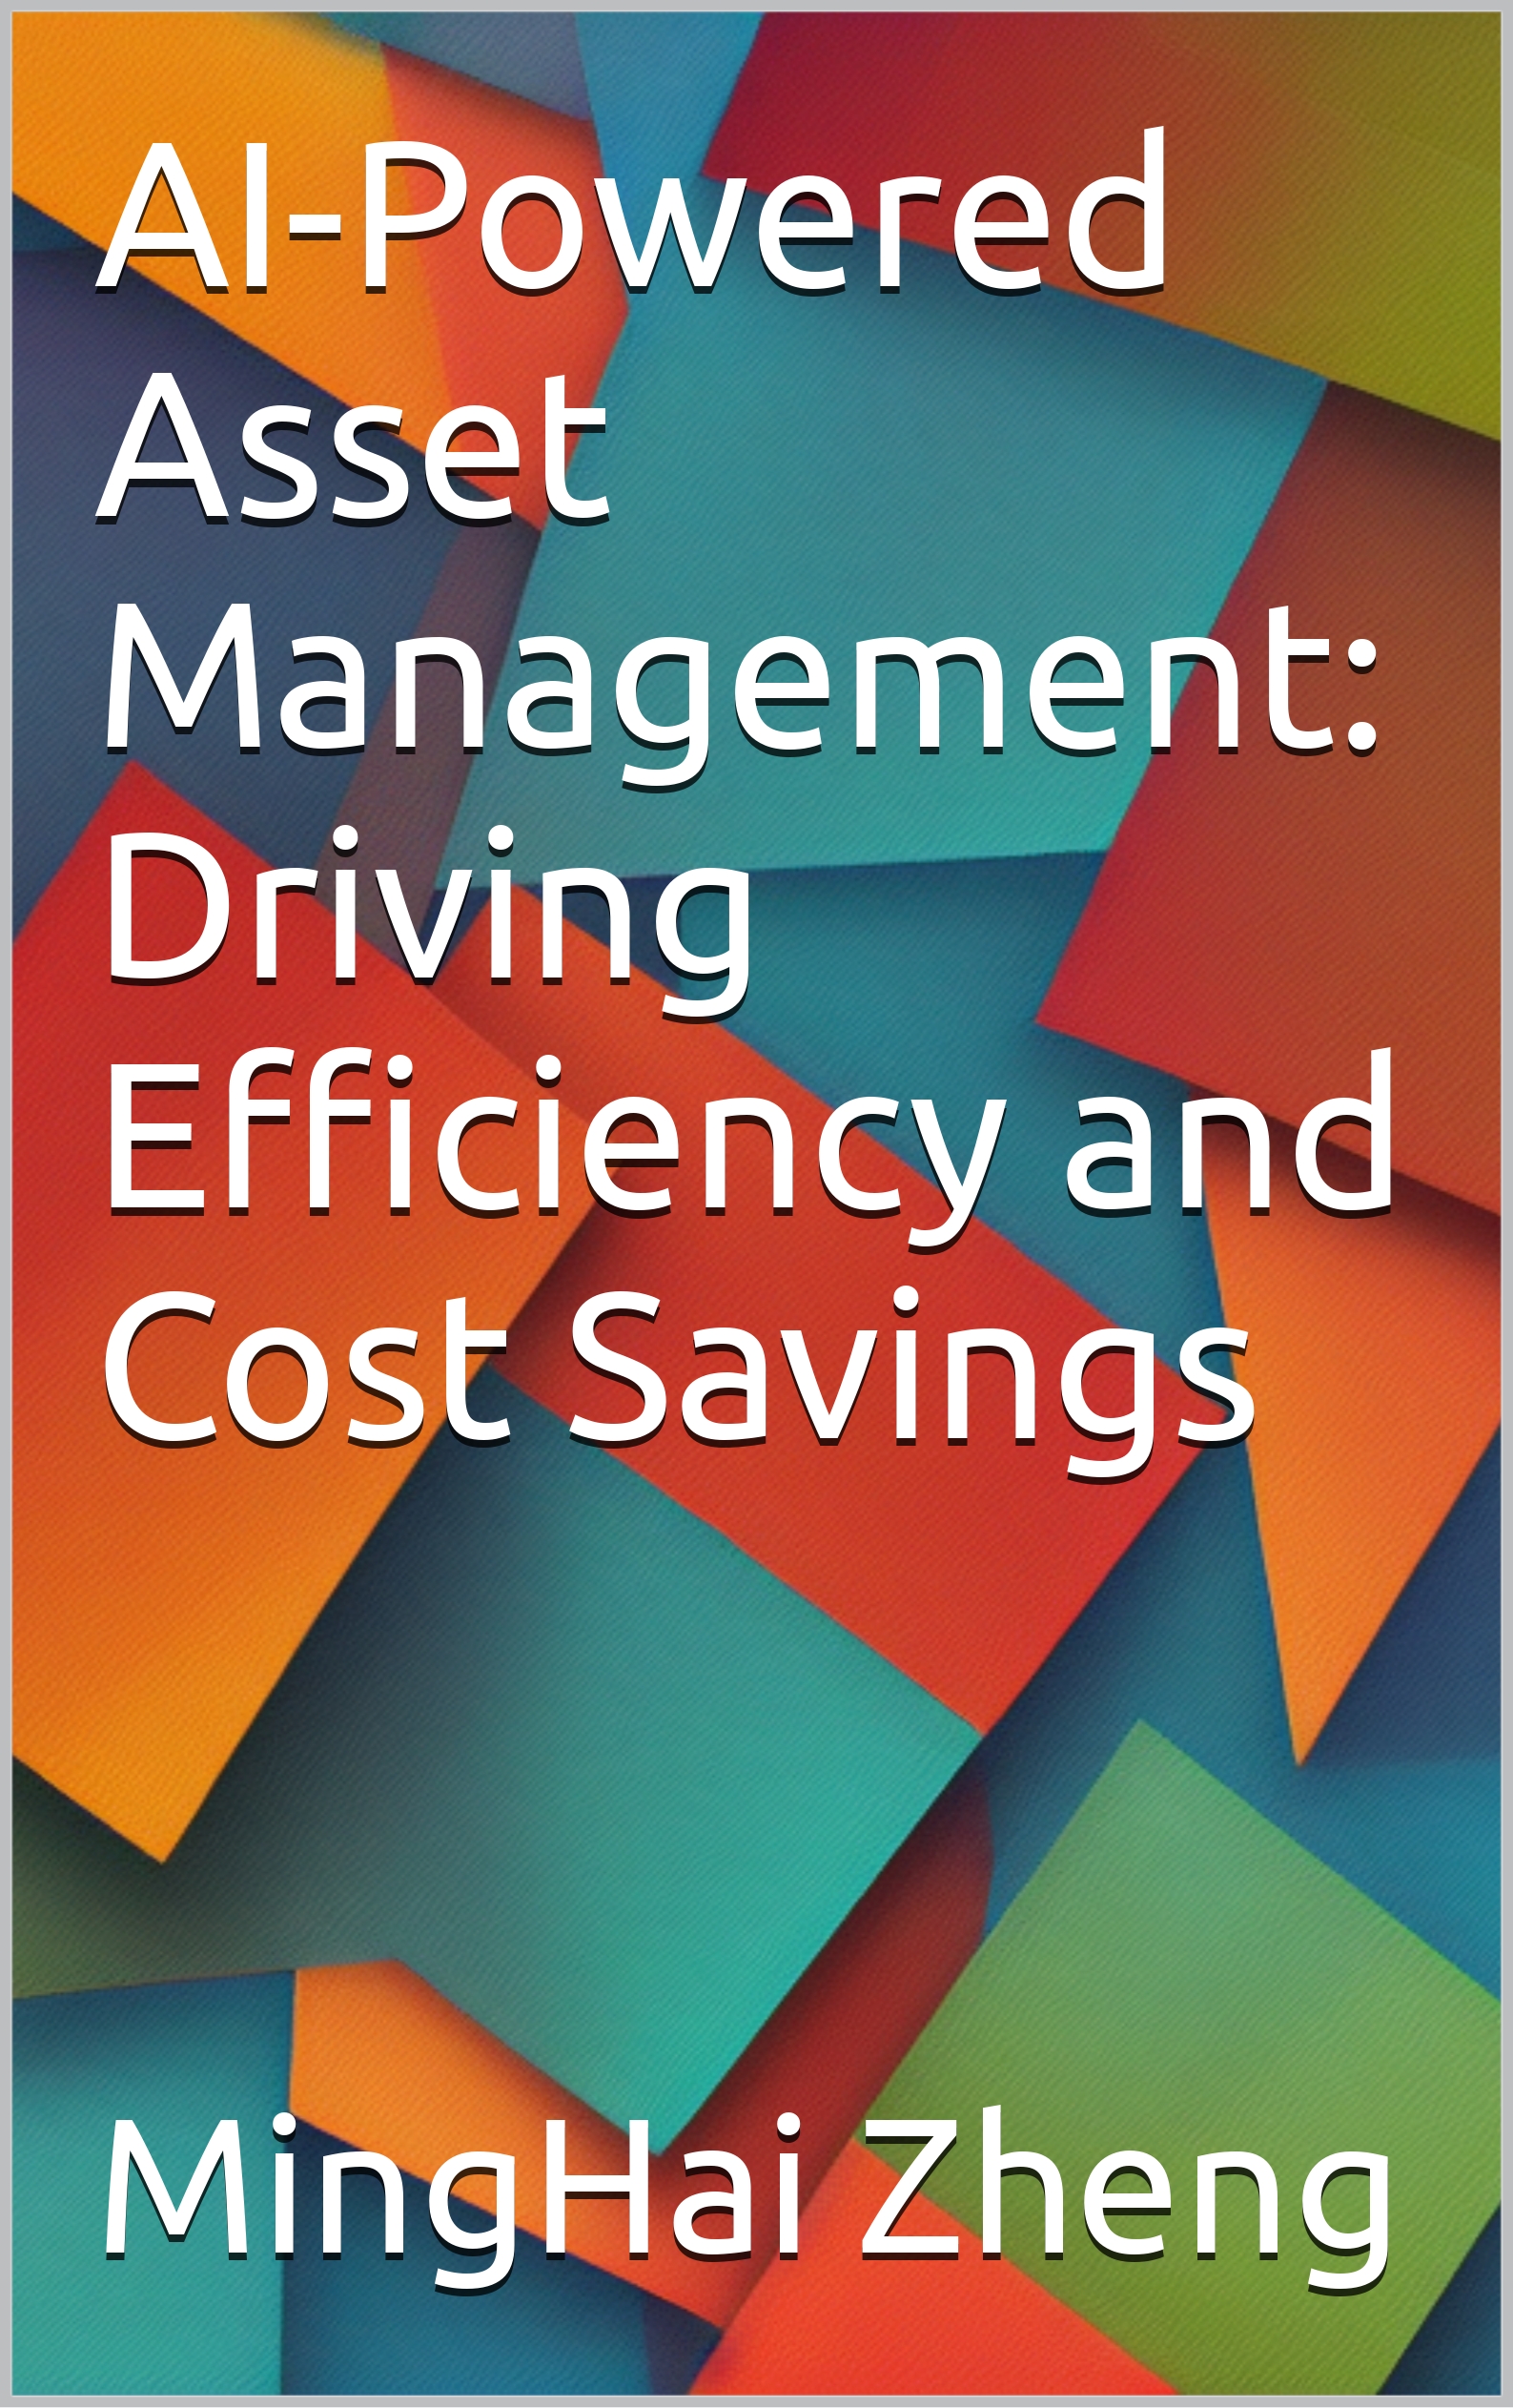 AI-Powered
Asset
Management:
Driving
Efficiency and
Cost Savings
MingHai Zheng